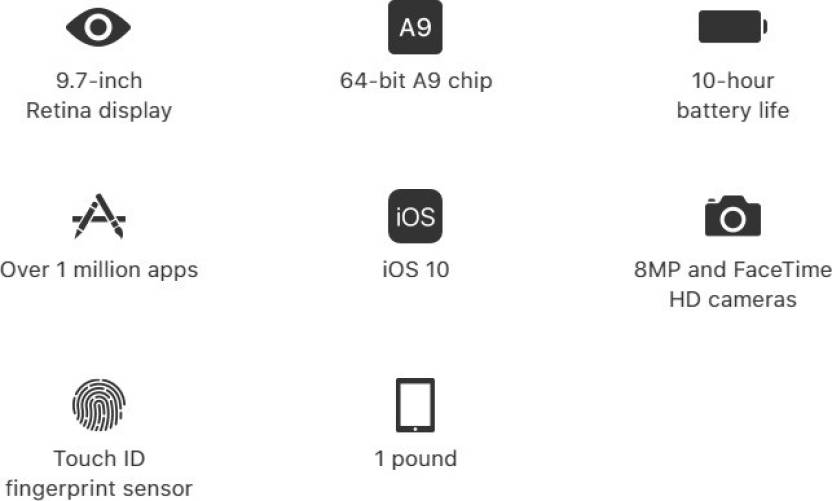 A9
9.7-inch
Retina display
64-bit A9 chip
10-hour
battery life
iOS
Over 1 million apps
iOS 10
8MP and FaceTime
HD cameras
Touch ID
fingerprint sensor
1 pound